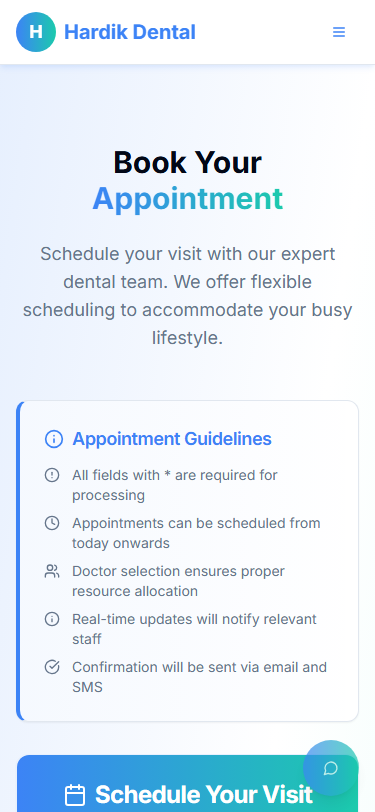 H Hardik Dental
Book Your
Appointment
Schedule your visit with our expert
dental team. We offer flexible
scheduling to accommodate your busy
lifestyle.
Appointment Guidelines
All fields with * are required for
processing
Appointments can be scheduled from
today onwards
Doctor selection ensures proper
resource allocation
Real-time updates will notify relevant
staff
Confirmation will be sent via email and
SMS
Schedule Your Visit